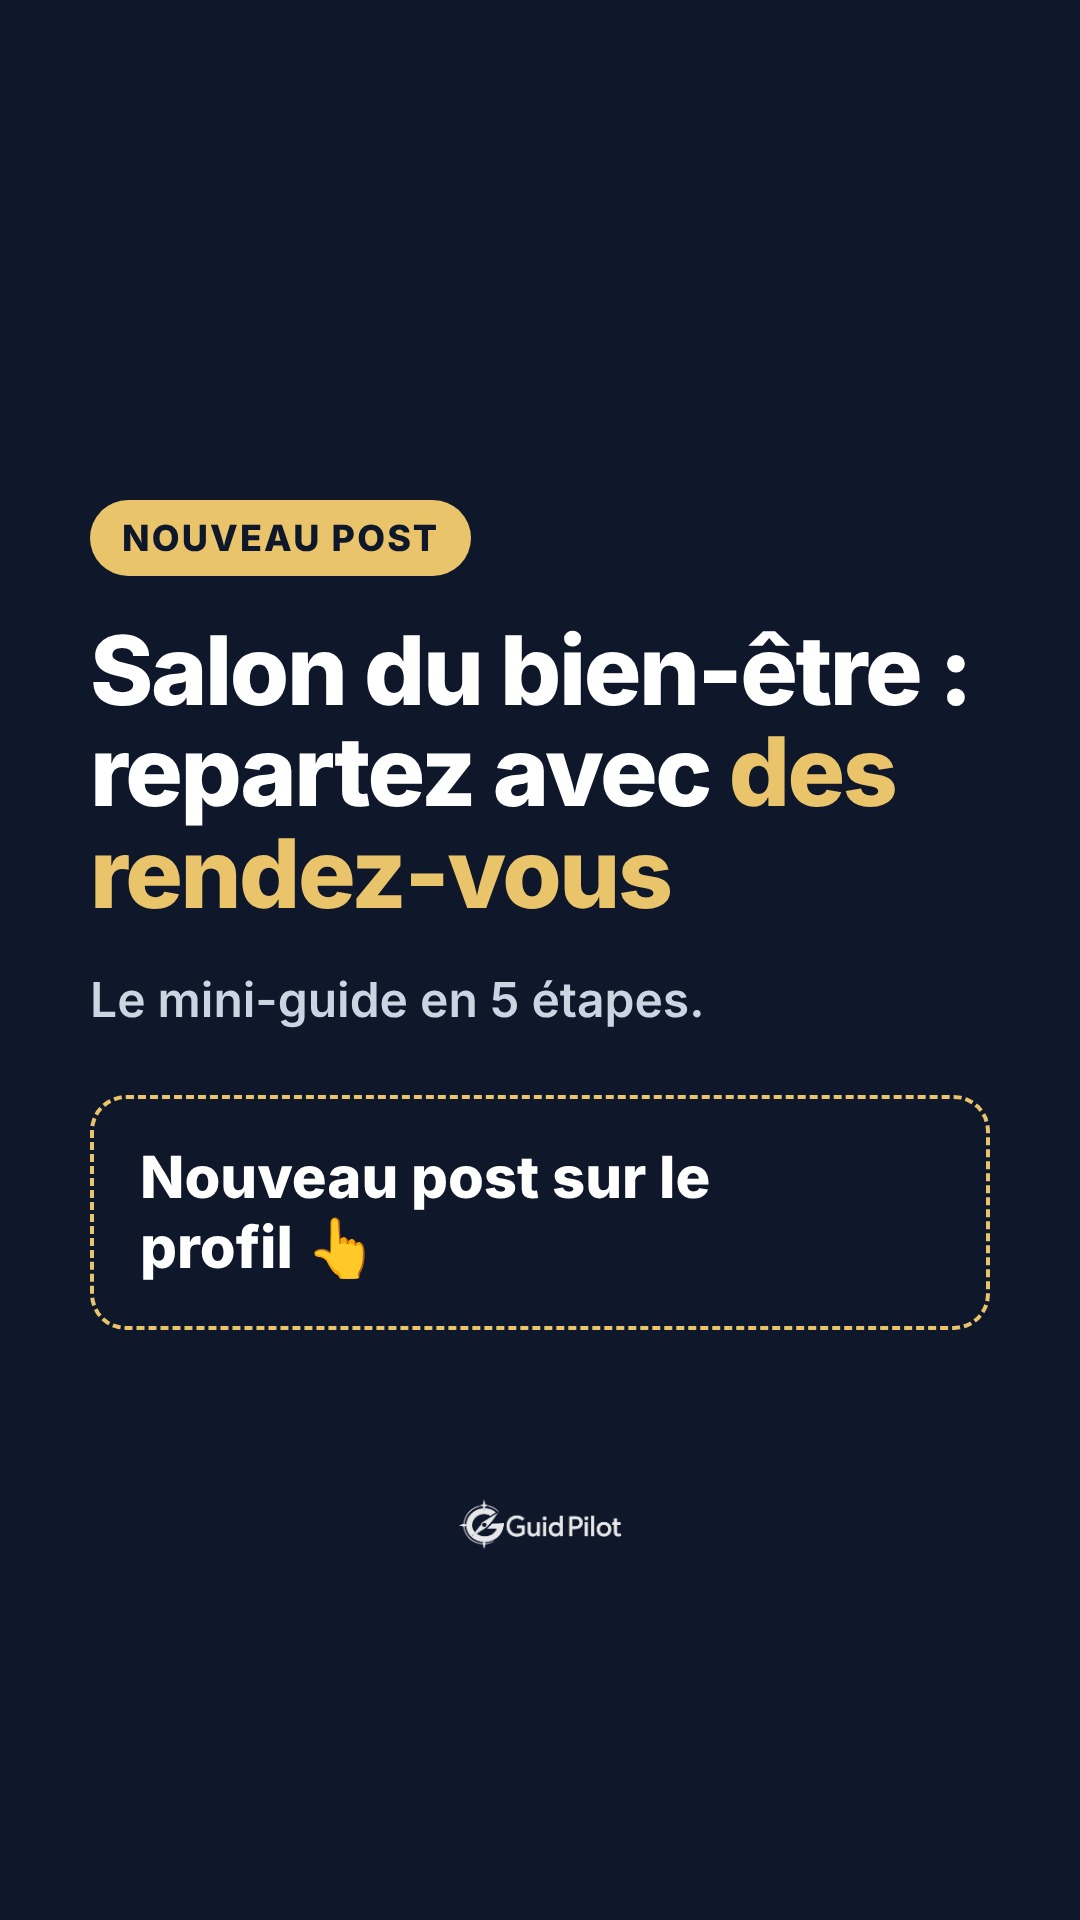 NOUVEAU POST
Salon du bien-être :
repartez avec des
rendez-vous
Le mini-guide en 5 étapes.
Nouveau post sur le
profil 👆
GuidPilot